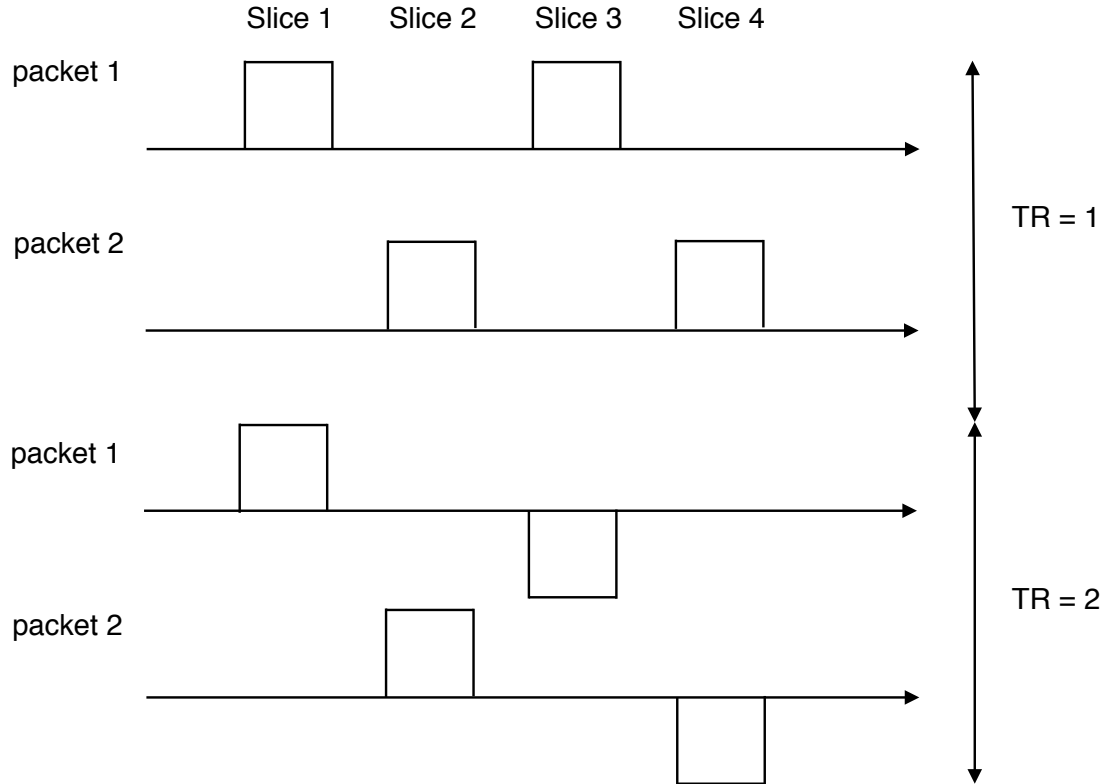 Slice 1 Slice 2 Slice 3 Slice 4
packet 1
TR = 1
packet 2
packet 1
TR = 2
packet 2